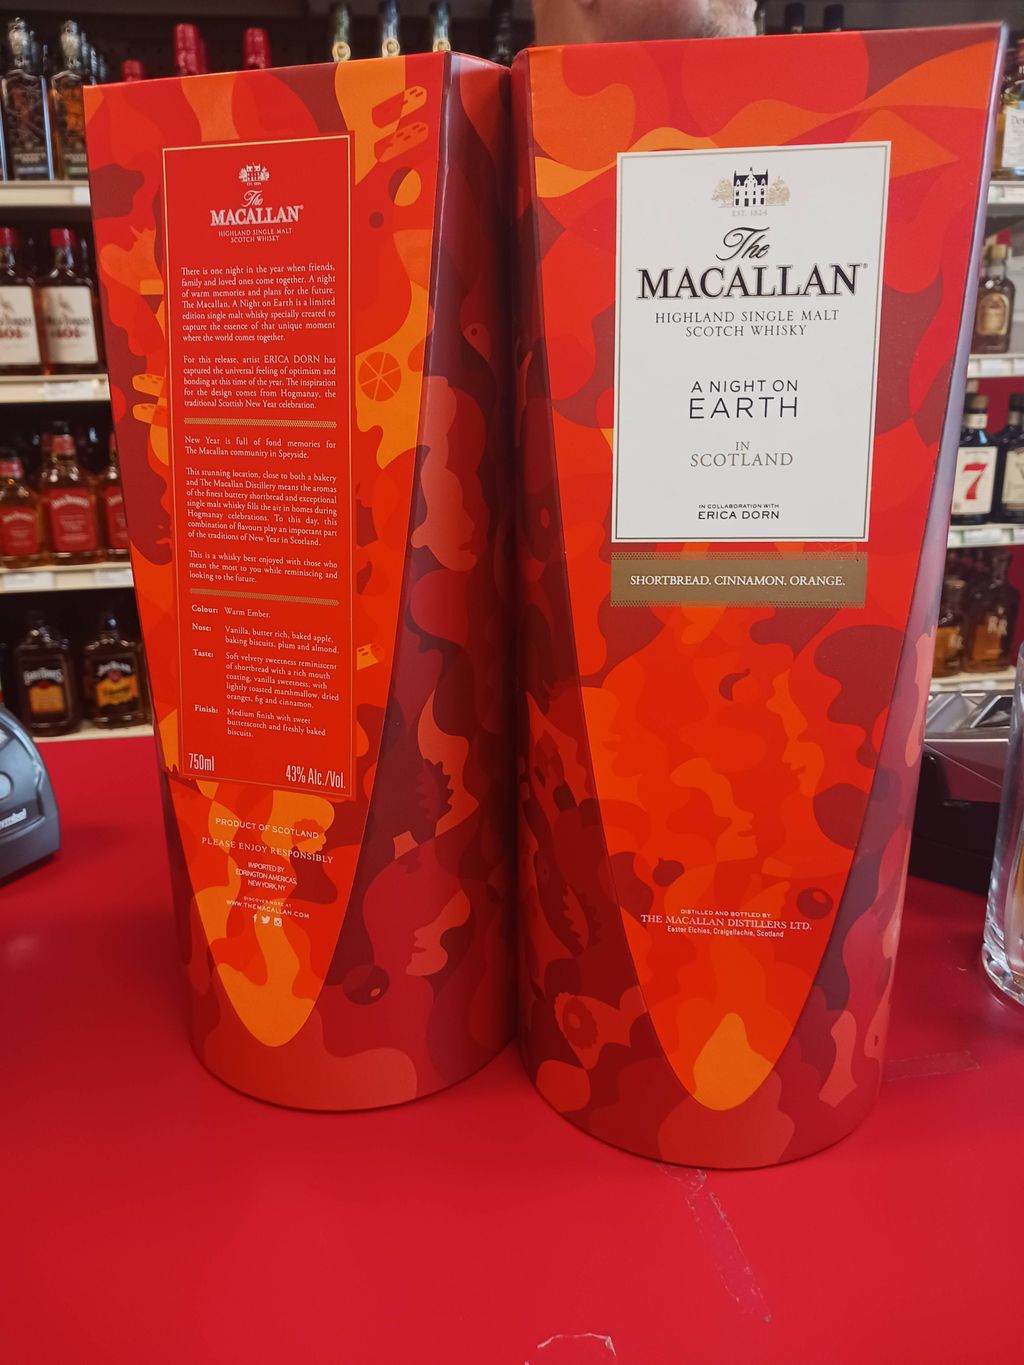 EST. 1824
The
MACALLAN®
HIGHLAND SINGLE MALT
SCOTCH WHISKY
There is one night in the year when friends,
family and loved ones come together. A night
of warm memories and plans for the future.
The Macallan, A Night on Earth is a limited
edition single malt whisky specially created to
capture the essence of that unique moment
where the world comes together.
For this release, artist ERICA DORN has
captured the universal feeling of optimism and
bonding at this time of the year. The inspiration
for the design comes from Hogmanay, the
traditional Scottish New Year celebration.
New Year is full of fond memories for
The Macallan community in Speyside.
This stunning location, close to both a bakery
and The Macallan Distillery means the aromas
of the finest buttery shortbread and exceptional
single malt whisky fills the air in homes during
Hogmanay celebrations. To this day, this
combination of flavours play an important part
of the traditions of New Year in Scotland.
This is a whisky best enjoyed with those who
mean the most to you while reminiscing and
looking to the future.
Colour: Warm Ember.
Nose: Vanilla, butter rich, baked apple,
baking biscuits, plum and almond.
Taste: Soft velvety sweetness reminiscent
of shortbread with a rich mouth
coating, vanilla sweetness, with
lightly toasted marshmallow, dried
oranges, fig and cinnamon.
Finish: Medium finish with sweet
butterscotch and freshly baked
biscuits.
750ml 43% Alc./Vol.
PRODUCT OF SCOTLAND
PLEASE ENJOY RESPONSIBLY
IMPORTED BY
EDRINGTON AMERICAS,
NEW YORK, NY
DISCOVER MORE AT
WWW.THEMACALLAN.COM
EST. 1824
The
MACALLAN®
HIGHLAND SINGLE MALT
SCOTCH WHISKY
A NIGHT ON
EARTH
IN
SCOTLAND
IN COLLABORATION WITH
ERICA DORN
SHORTBREAD. CINNAMON. ORANGE.
DISTILLED AND BOTTLED BY
THE MACALLAN DISTILLERS LTD.
Easter Elchies, Craigellachie, Scotland
101
7